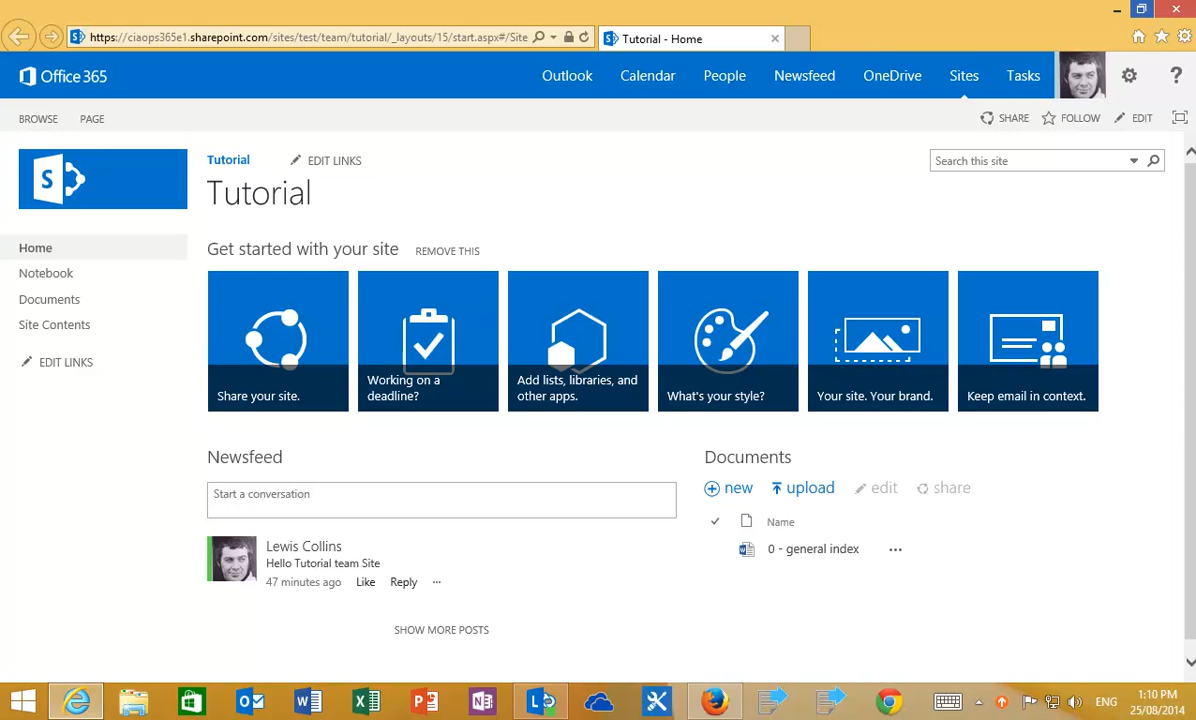 https://ciaops365e1.sharepoint.com/sites/test/team/tutorial/_layouts/15/start.aspx#/Site
Tutorial - Home
Office 365
Outlook Calendar People Newsfeed OneDrive Sites Tasks ?
BROWSE PAGE
SHARE FOLLOW EDIT
S
Tutorial EDIT LINKS
Search this site
Tutorial
Home
Notebook
Documents
Site Contents
EDIT LINKS
Get started with your site REMOVE THIS
Share your site.
Working on a
deadline?
Add lists, libraries, and
other apps.
What's your style?
Your site. Your brand.
Keep email in context.
Newsfeed
Start a conversation
Lewis Collins
Hello Tutorial team Site
47 minutes ago Like Reply ...
SHOW MORE POSTS
Documents
new upload edit share
Name
0 - general index ...
ENG
1:10 PM
25/08/2014